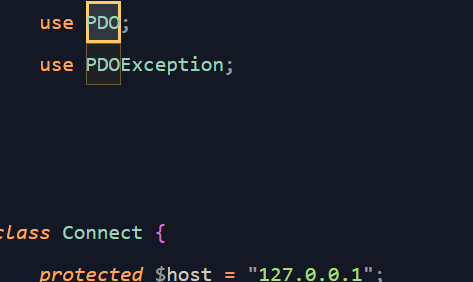 use PDO;
use PDOException;
class Connect {
protected $host = "127.0.0.1";